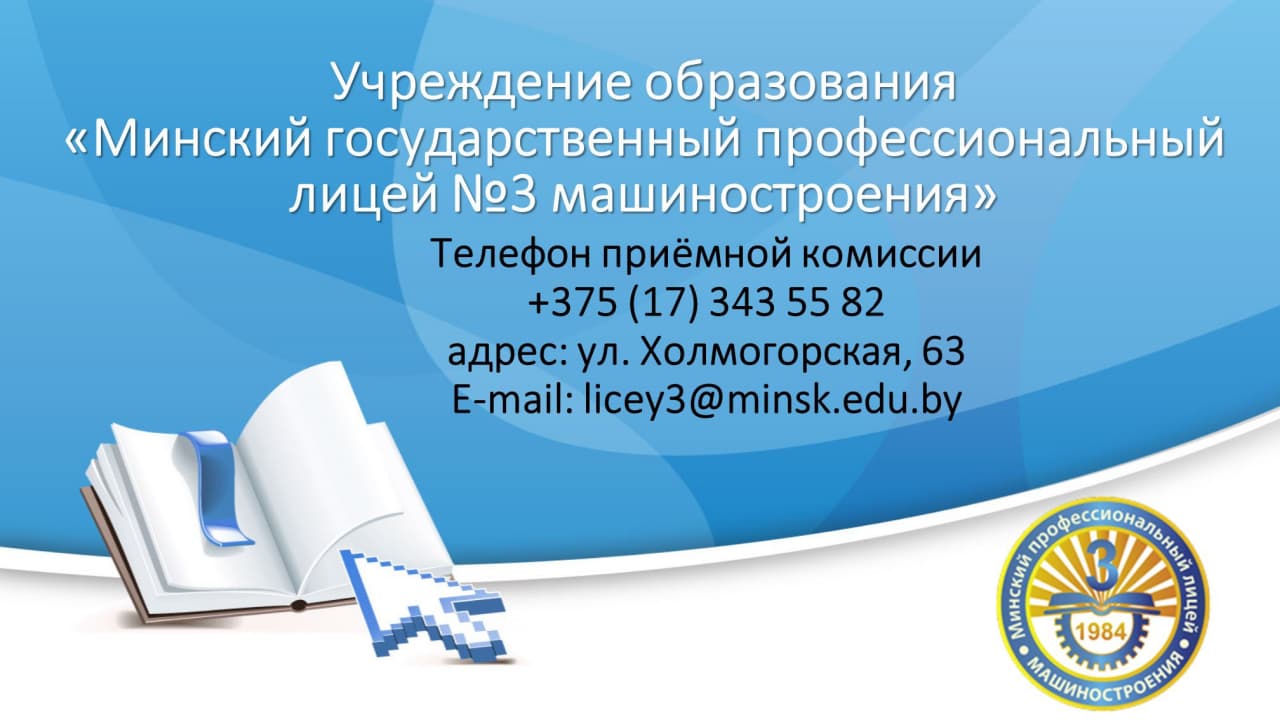 Учреждение образования
«Минский государственный профессиональный
лицей №3 машиностроения»
Телефон приёмной комиссии
+375 (17) 343 55 82
адрес: ул. Холмогорская, 63
E-mail: licey3@minsk.edu.by
Минский профессиональный лицей
3
1984
• МАШИНОСТРОЕНИЯ •